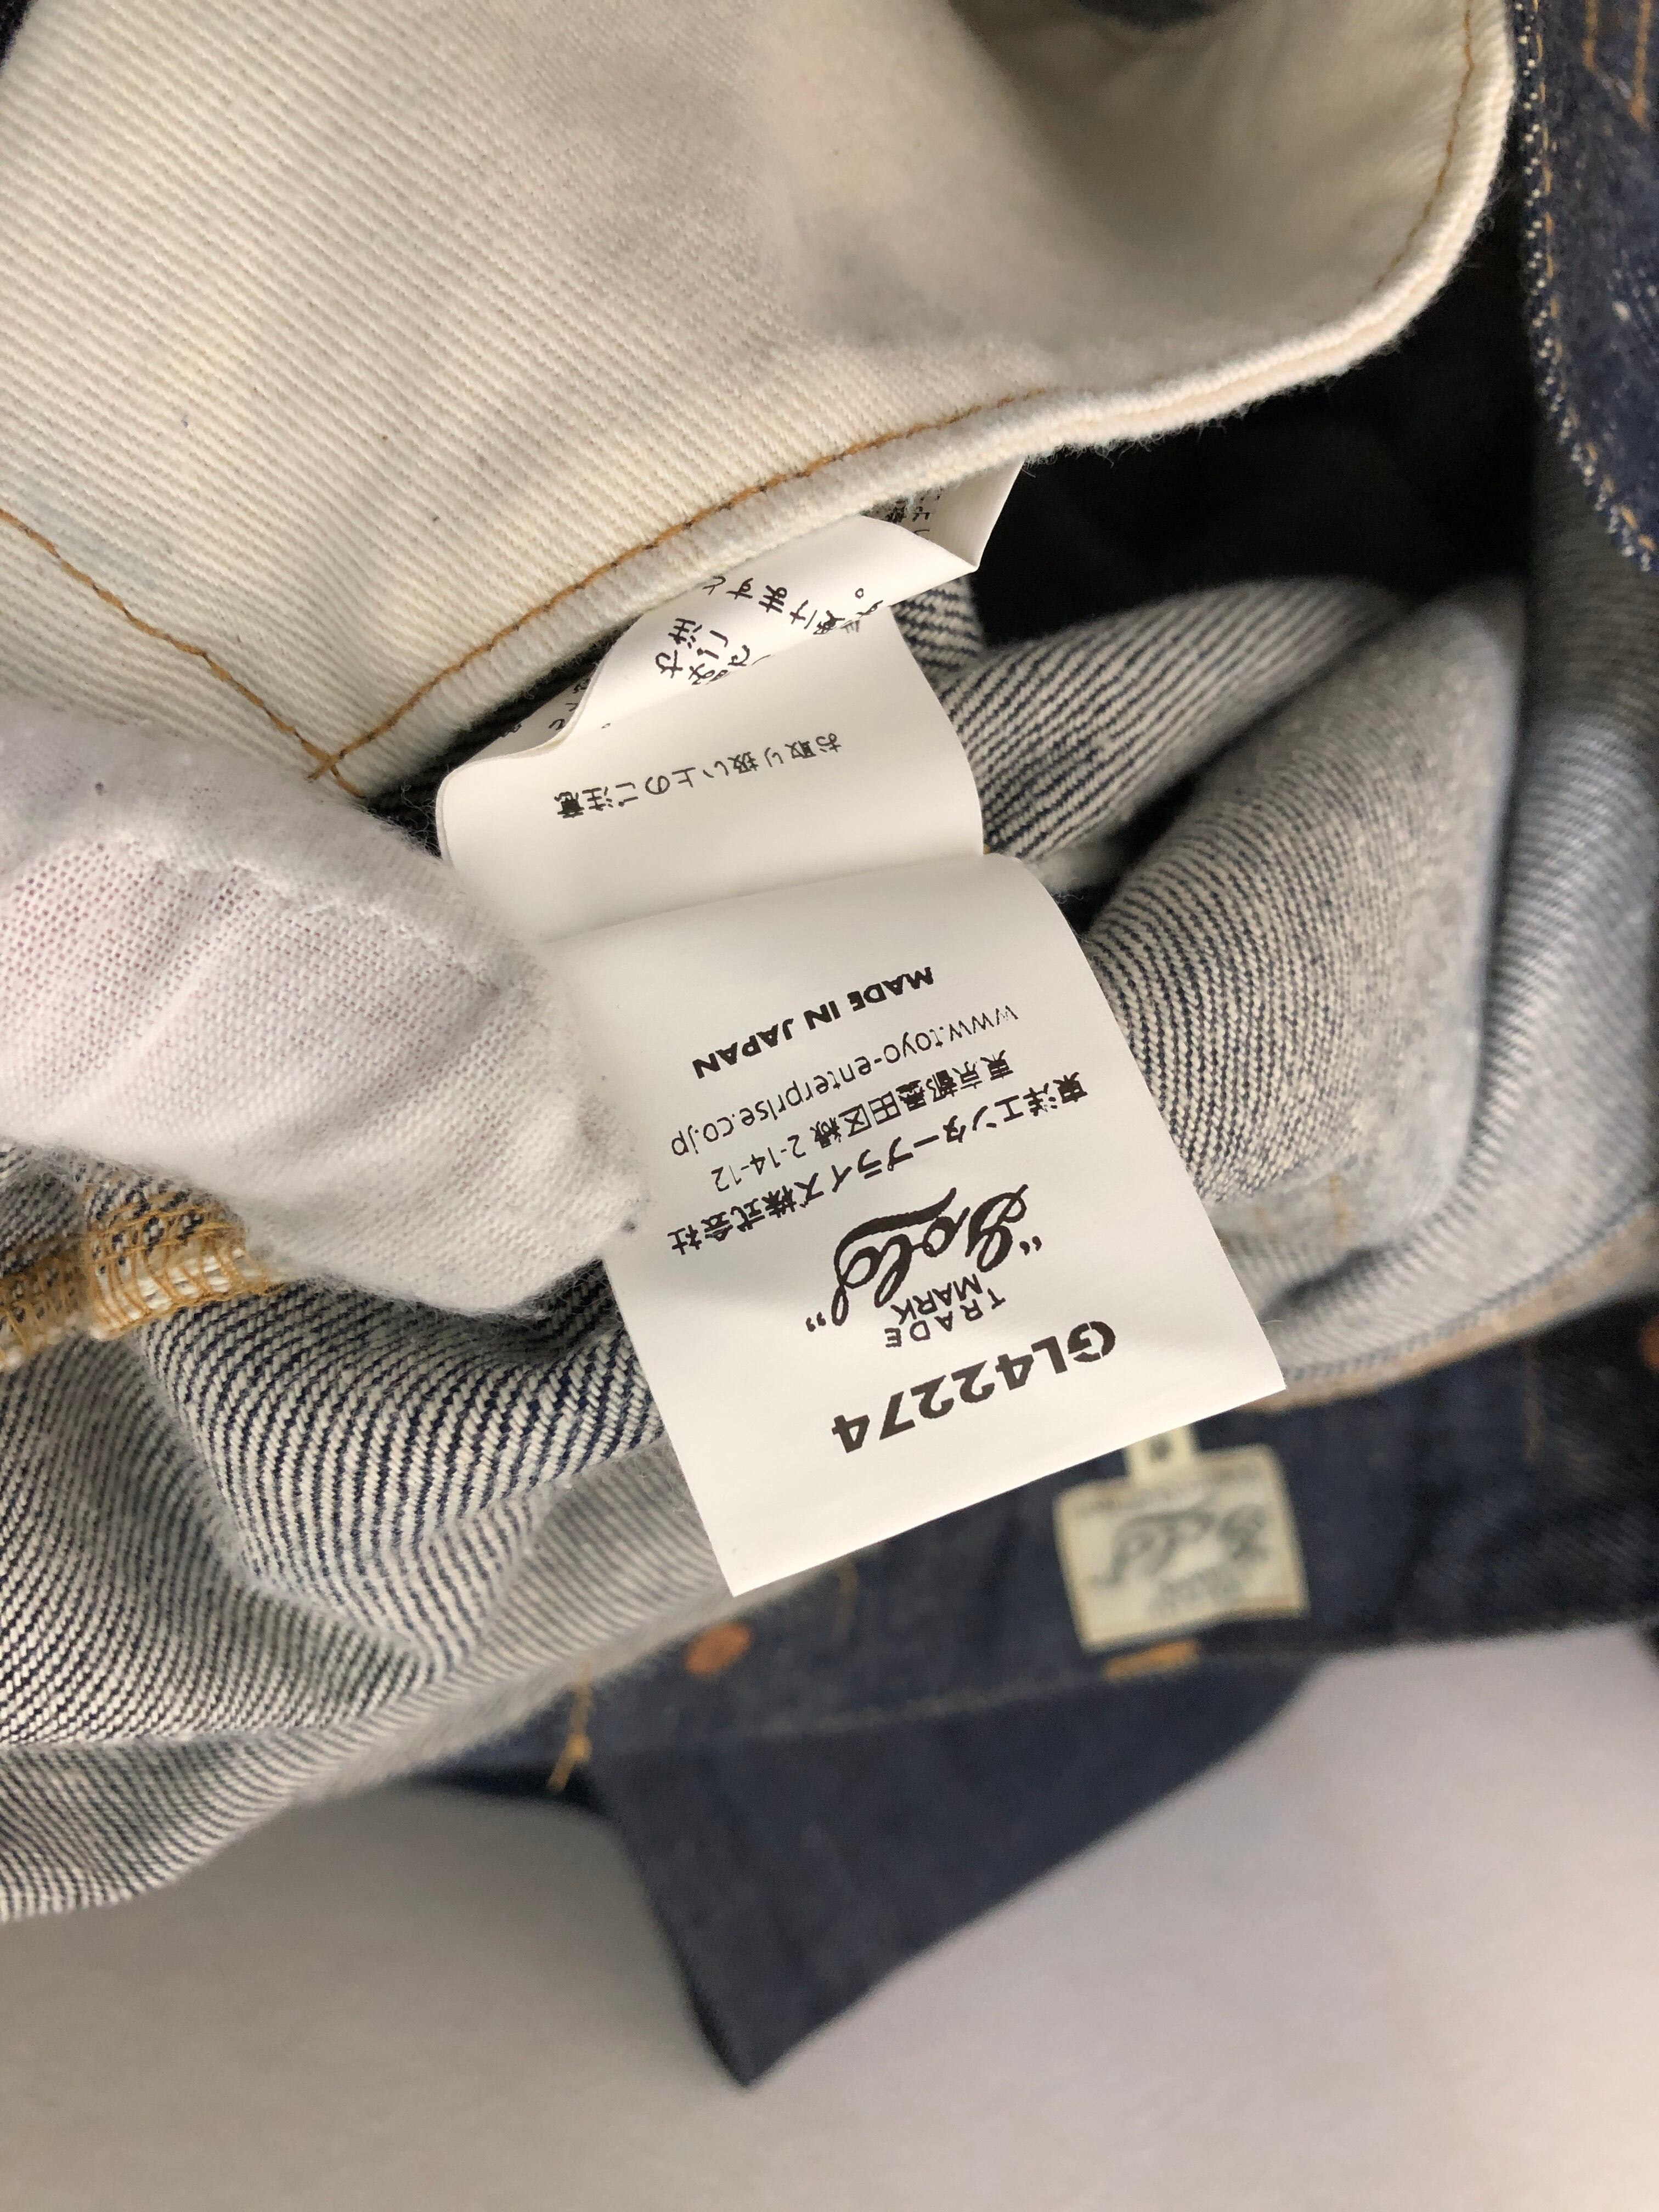 GL42274
TRADE
MARK
"Gold"
東洋エンタープライズ株式会社
東京都墨田区緑 2-14-12
www.toyo-enterprise.co.jp
MADE IN JAPAN
お取り扱い上のご注意
Gold